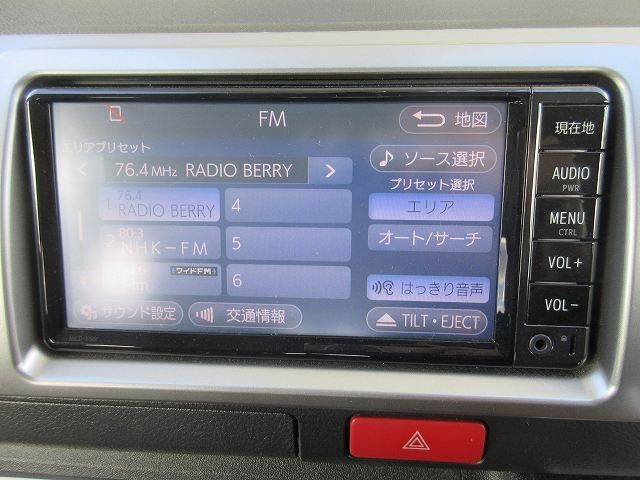 FM
地図
エリアプリセット
76.4 MHz RADIO BERRY
ソース選択
プリセット選択
1 76.4 RADIO BERRY
4
エリア
2 80.3 NHK-FM
5
オート/サーチ
ワイドFM
6
はっきり音声
サウンド設定
交通情報
TILT・EJECT
現在地
AUDIO
PWR
MENU
CTRL
VOL+
VOL-